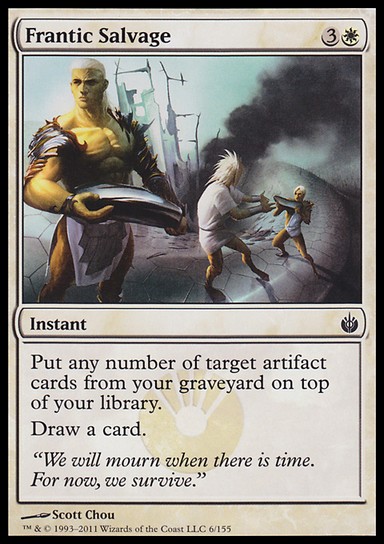 Frantic Salvage 3
Instant
Put any number of target artifact
cards from your graveyard on top
of your library.
Draw a card.
“We will mourn when there is time.
For now, we survive.”
Scott Chou
™ & © 1993–2011 Wizards of the Coast LLC 6/155